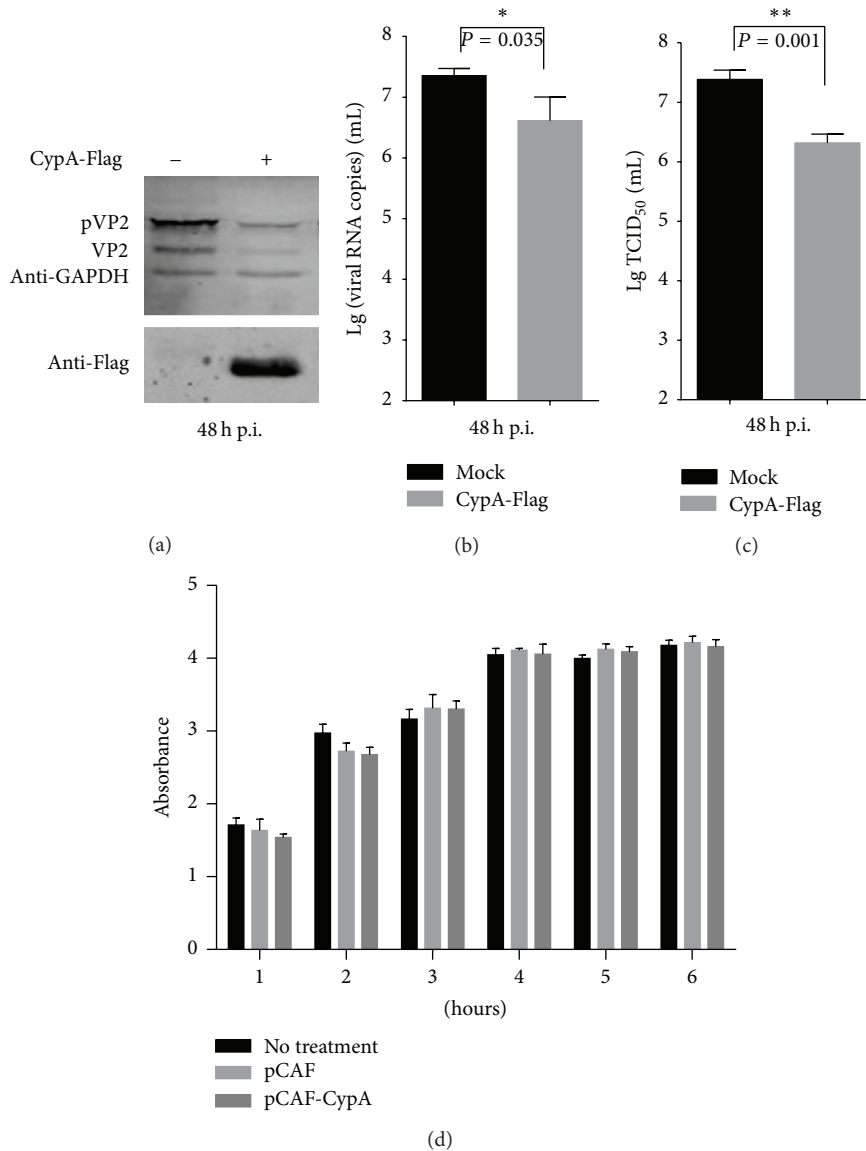 CypA-Flag − +
pVP2
VP2
Anti-GAPDH
Anti-Flag
48 h p.i.
(a)
*
P = 0.035
9
8
7
6
5
4
3
2
Lg (viral RNA copies) (mL)
48 h p.i.
Mock
CypA-Flag
(b)
**
P = 0.001
8
7
6
5
4
3
2
Lg TCID50 (mL)
48 h p.i.
Mock
CypA-Flag
(c)
5
4
3
2
1
0
Absorbance
1 2 3 4 5 6
(hours)
No treatment
pCAF
pCAF-CypA
(d)